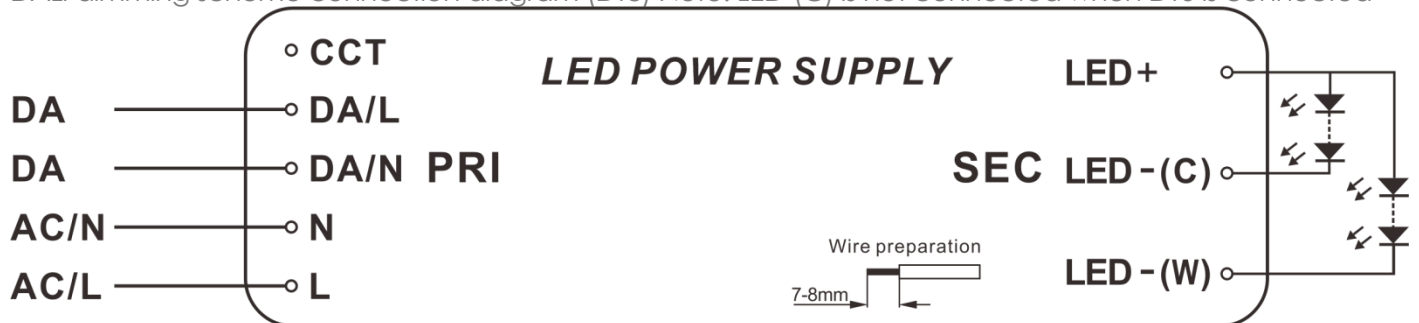 CCT
LED POWER SUPPLY
LED+
DA
DA/L
DA
DA/N PRI
SEC LED-(C)
AC/N
N
Wire preparation
LED-(W)
AC/L
L
7-8mm